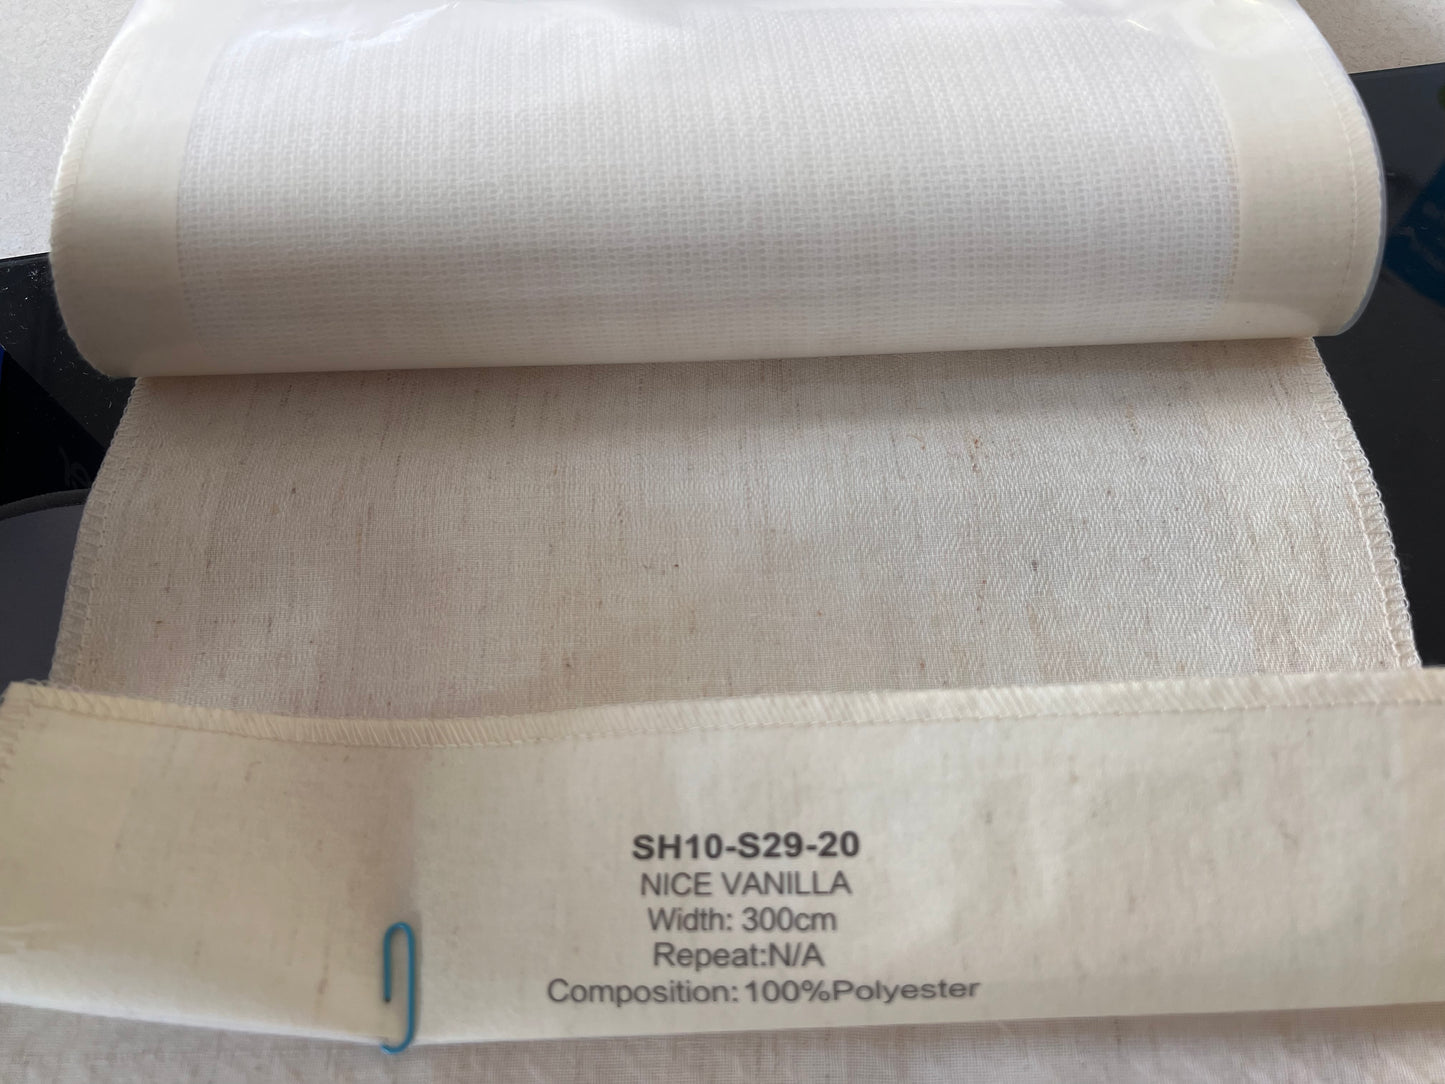 SH10-S29-20
NICE VANILLA
Width: 300cm
Repeat:N/A
Composition: 100%Polyester